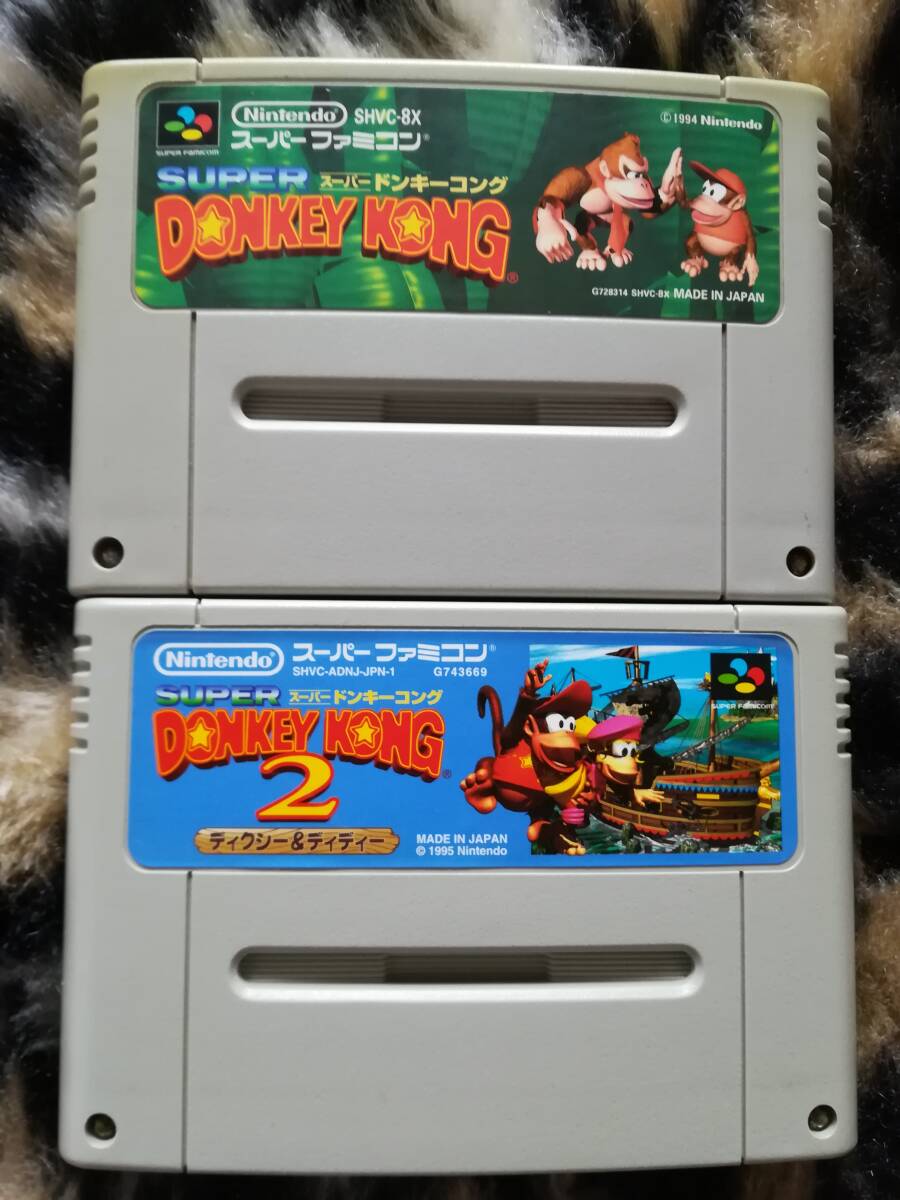 Nintendo SHVC-8X
スーパーファミコン®
SUPER FAMICOM
© 1994 Nintendo
SUPER スーパードンキーコング
DONKEY KONG®
G728314 SHVC-8X MADE IN JAPAN
Nintendo スーパーファミコン®
SHVC-ADNJ-JPN-1 G743669
SUPER FAMICOM
SUPER スーパードンキーコング
DONKEY KONG®
2
ディクシー&ディディー
MADE IN JAPAN
© 1995 Nintendo